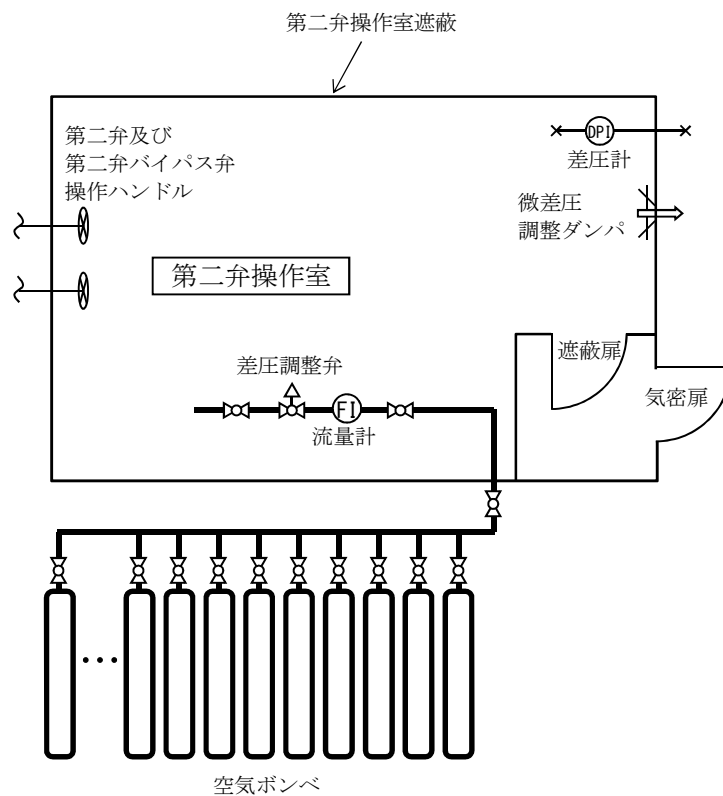 第二弁操作室遮蔽
第二弁及び
第二弁バイパス弁
操作ハンドル
DPI
差圧計
微差圧
調整ダンパ
第二弁操作室
遮蔽扉
気密扉
差圧調整弁
FI
流量計
空気ボンベ